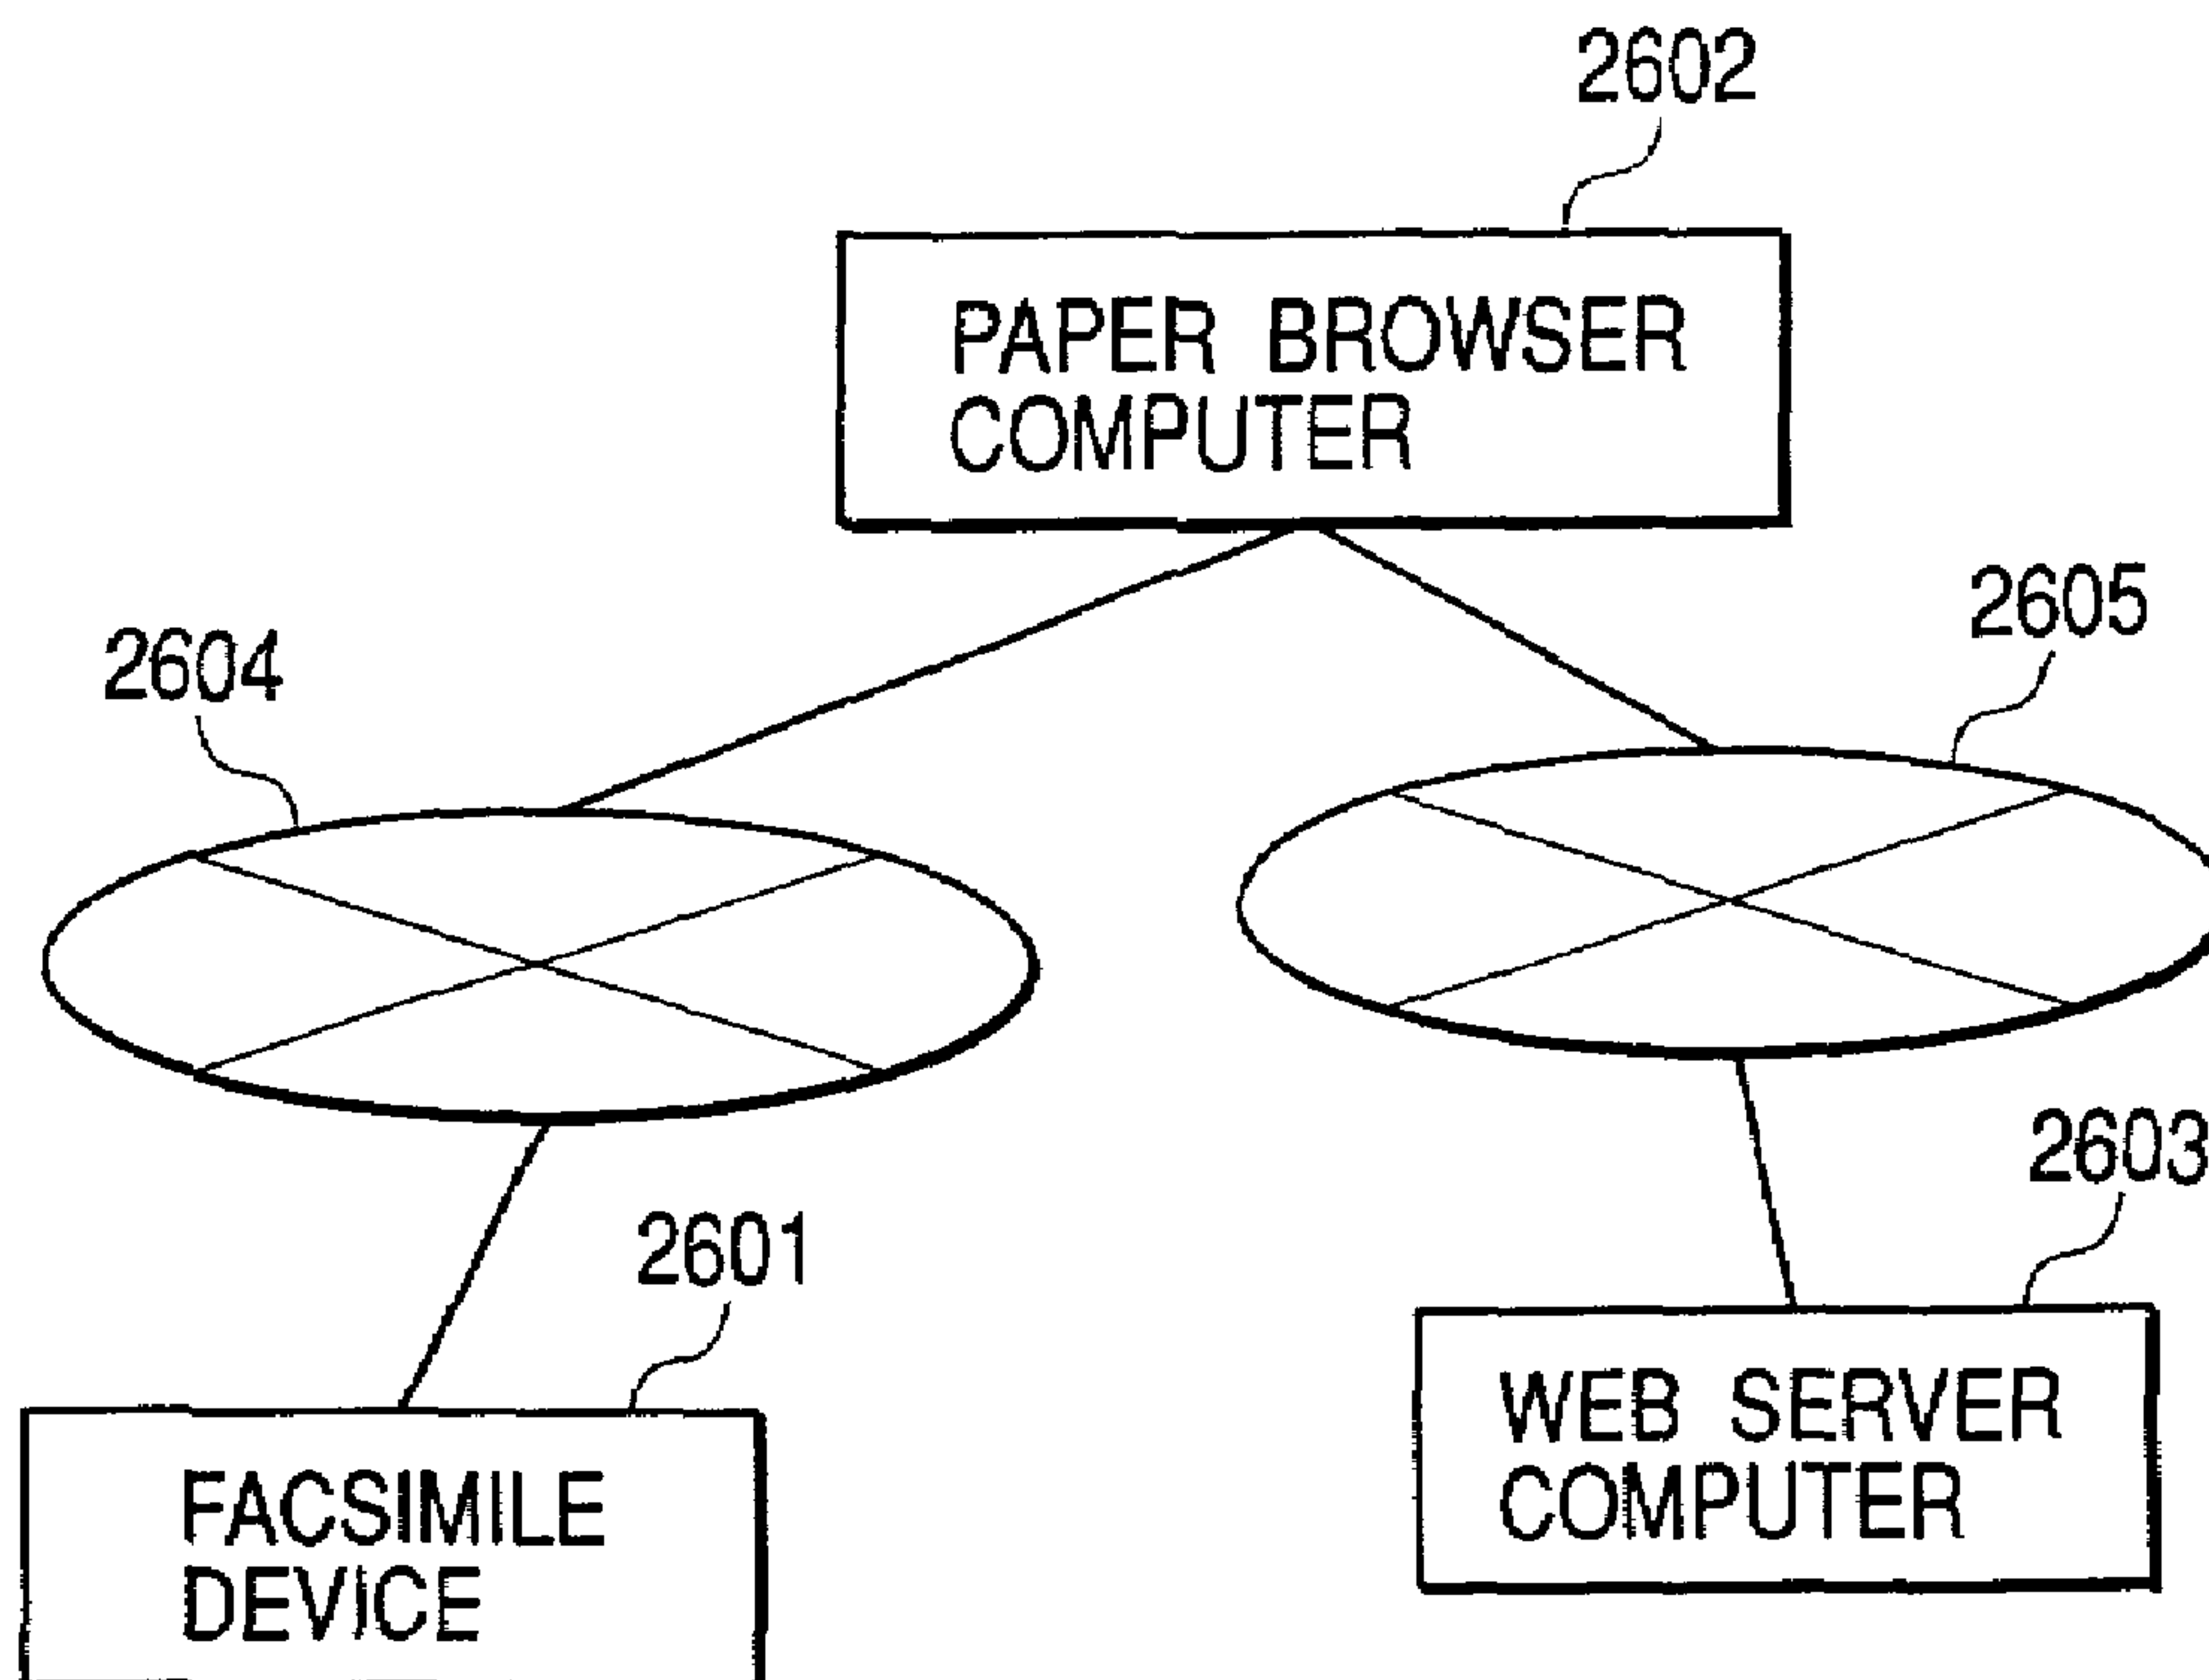 2602
PAPER BROWSER
COMPUTER
2605
2604
2603
2601
WEB SERVER
COMPUTER
FACSIMILE
DEVICE